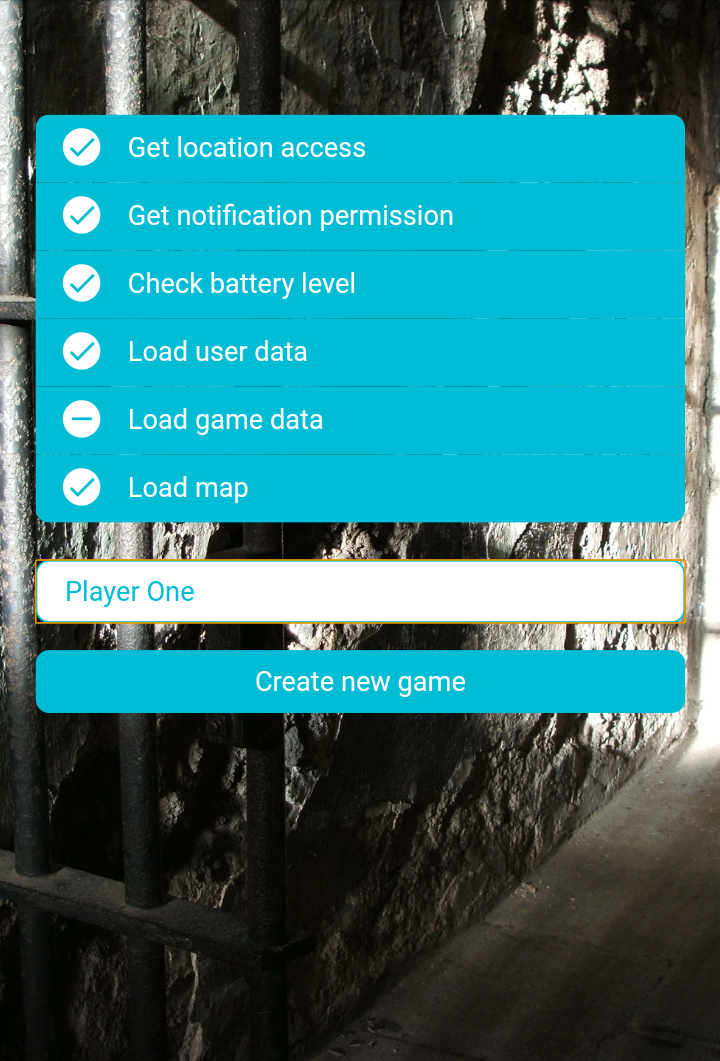 Get location access
Get notification permission
Check battery level
Load user data
Load game data
Load map
Player One
Create new game